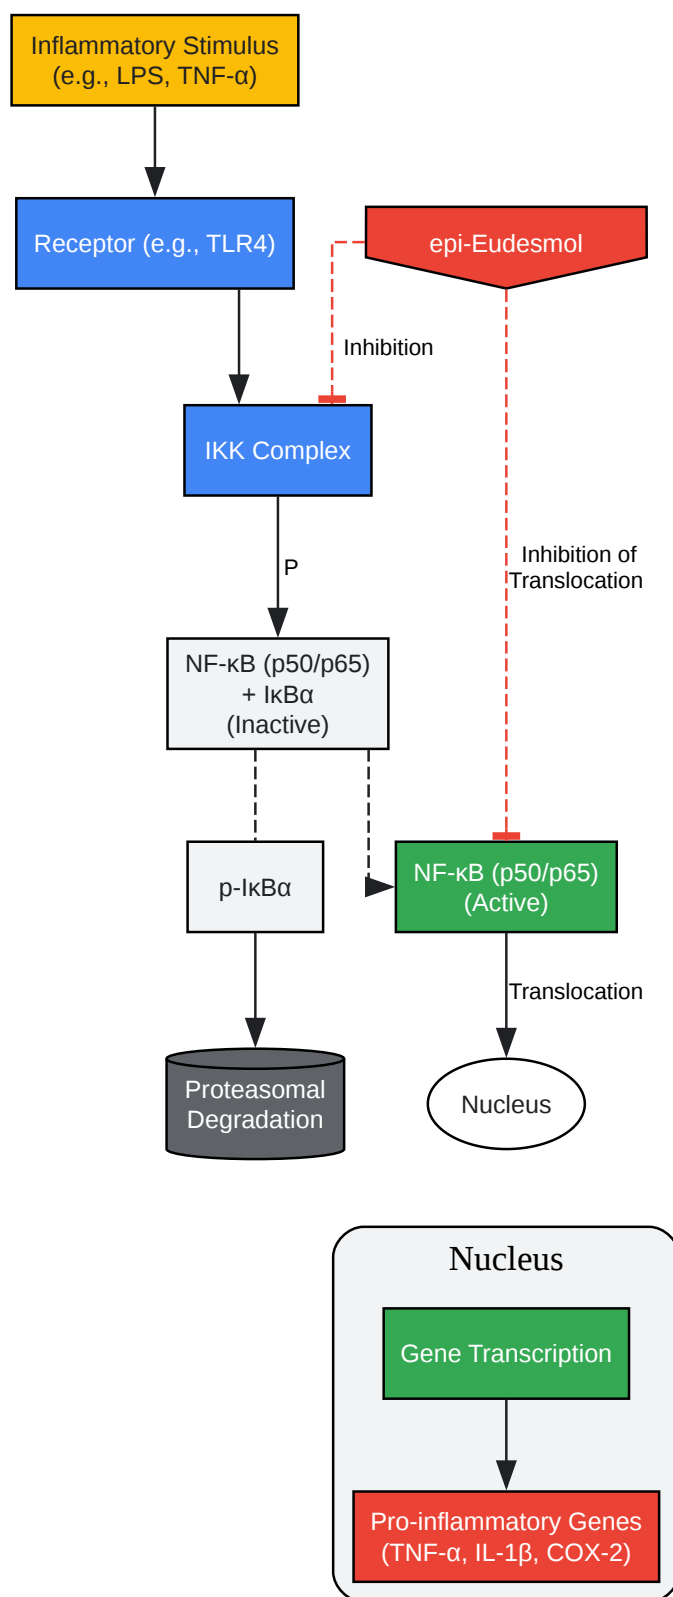 Inflammatory Stimulus
(e.g., LPS, TNF-α)
Receptor (e.g., TLR4)
epi-Eudesmol
Inhibition
IKK Complex
P
Inhibition of
Translocation
NF-κB (p50/p65)
+ IκBα
(Inactive)
p-IκBα
NF-κB (p50/p65)
(Active)
Translocation
Proteasomal
Degradation
Nucleus
Nucleus
Gene Transcription
Pro-inflammatory Genes
(TNF-α, IL-1β, COX-2)